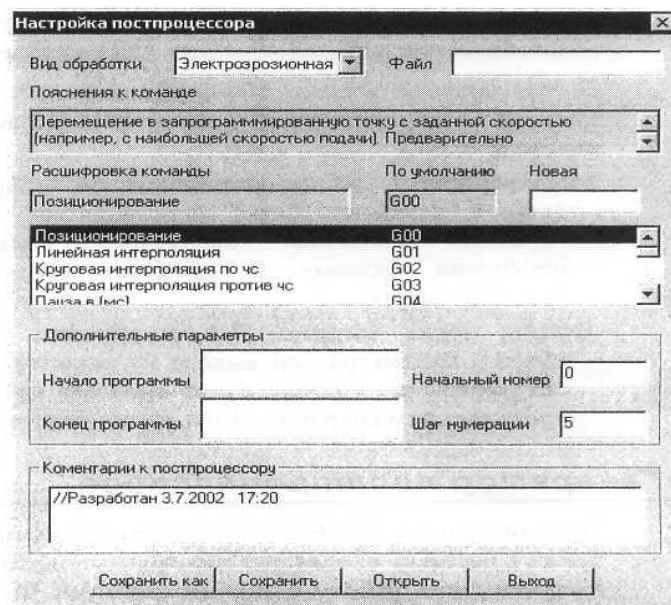 Настройка постпроцессора
Вид обработки Электроэрозионная Файл
Пояснения к команде
Перемещение в запрограмммированную точку с заданной скоростью
(например, с наибольшей скоростью подачи). Предварительно
Расшифровка команды По умолчанию Новая
Позиционирование G00
Позиционирование G00
Линейная интерполяция G01
Круговая интерполяция по чс G02
Круговая интерполяция против чс G03
Пауза в (мс) G04
Дополнительные параметры
Начало программы Начальный номер 0
Конец программы Шаг нумерации 5
Коментарии к постпроцессору
//Разработан 3.7.2002 17:20
Сохранить как Сохранить Открыть Выход